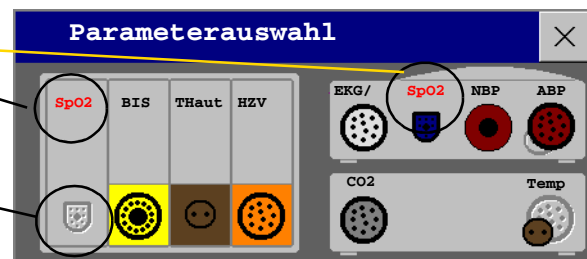 Parameterauswahl
SpO2 BIS THaut HZV
EKG/ SpO2 NBP ABP
CO2 Temp